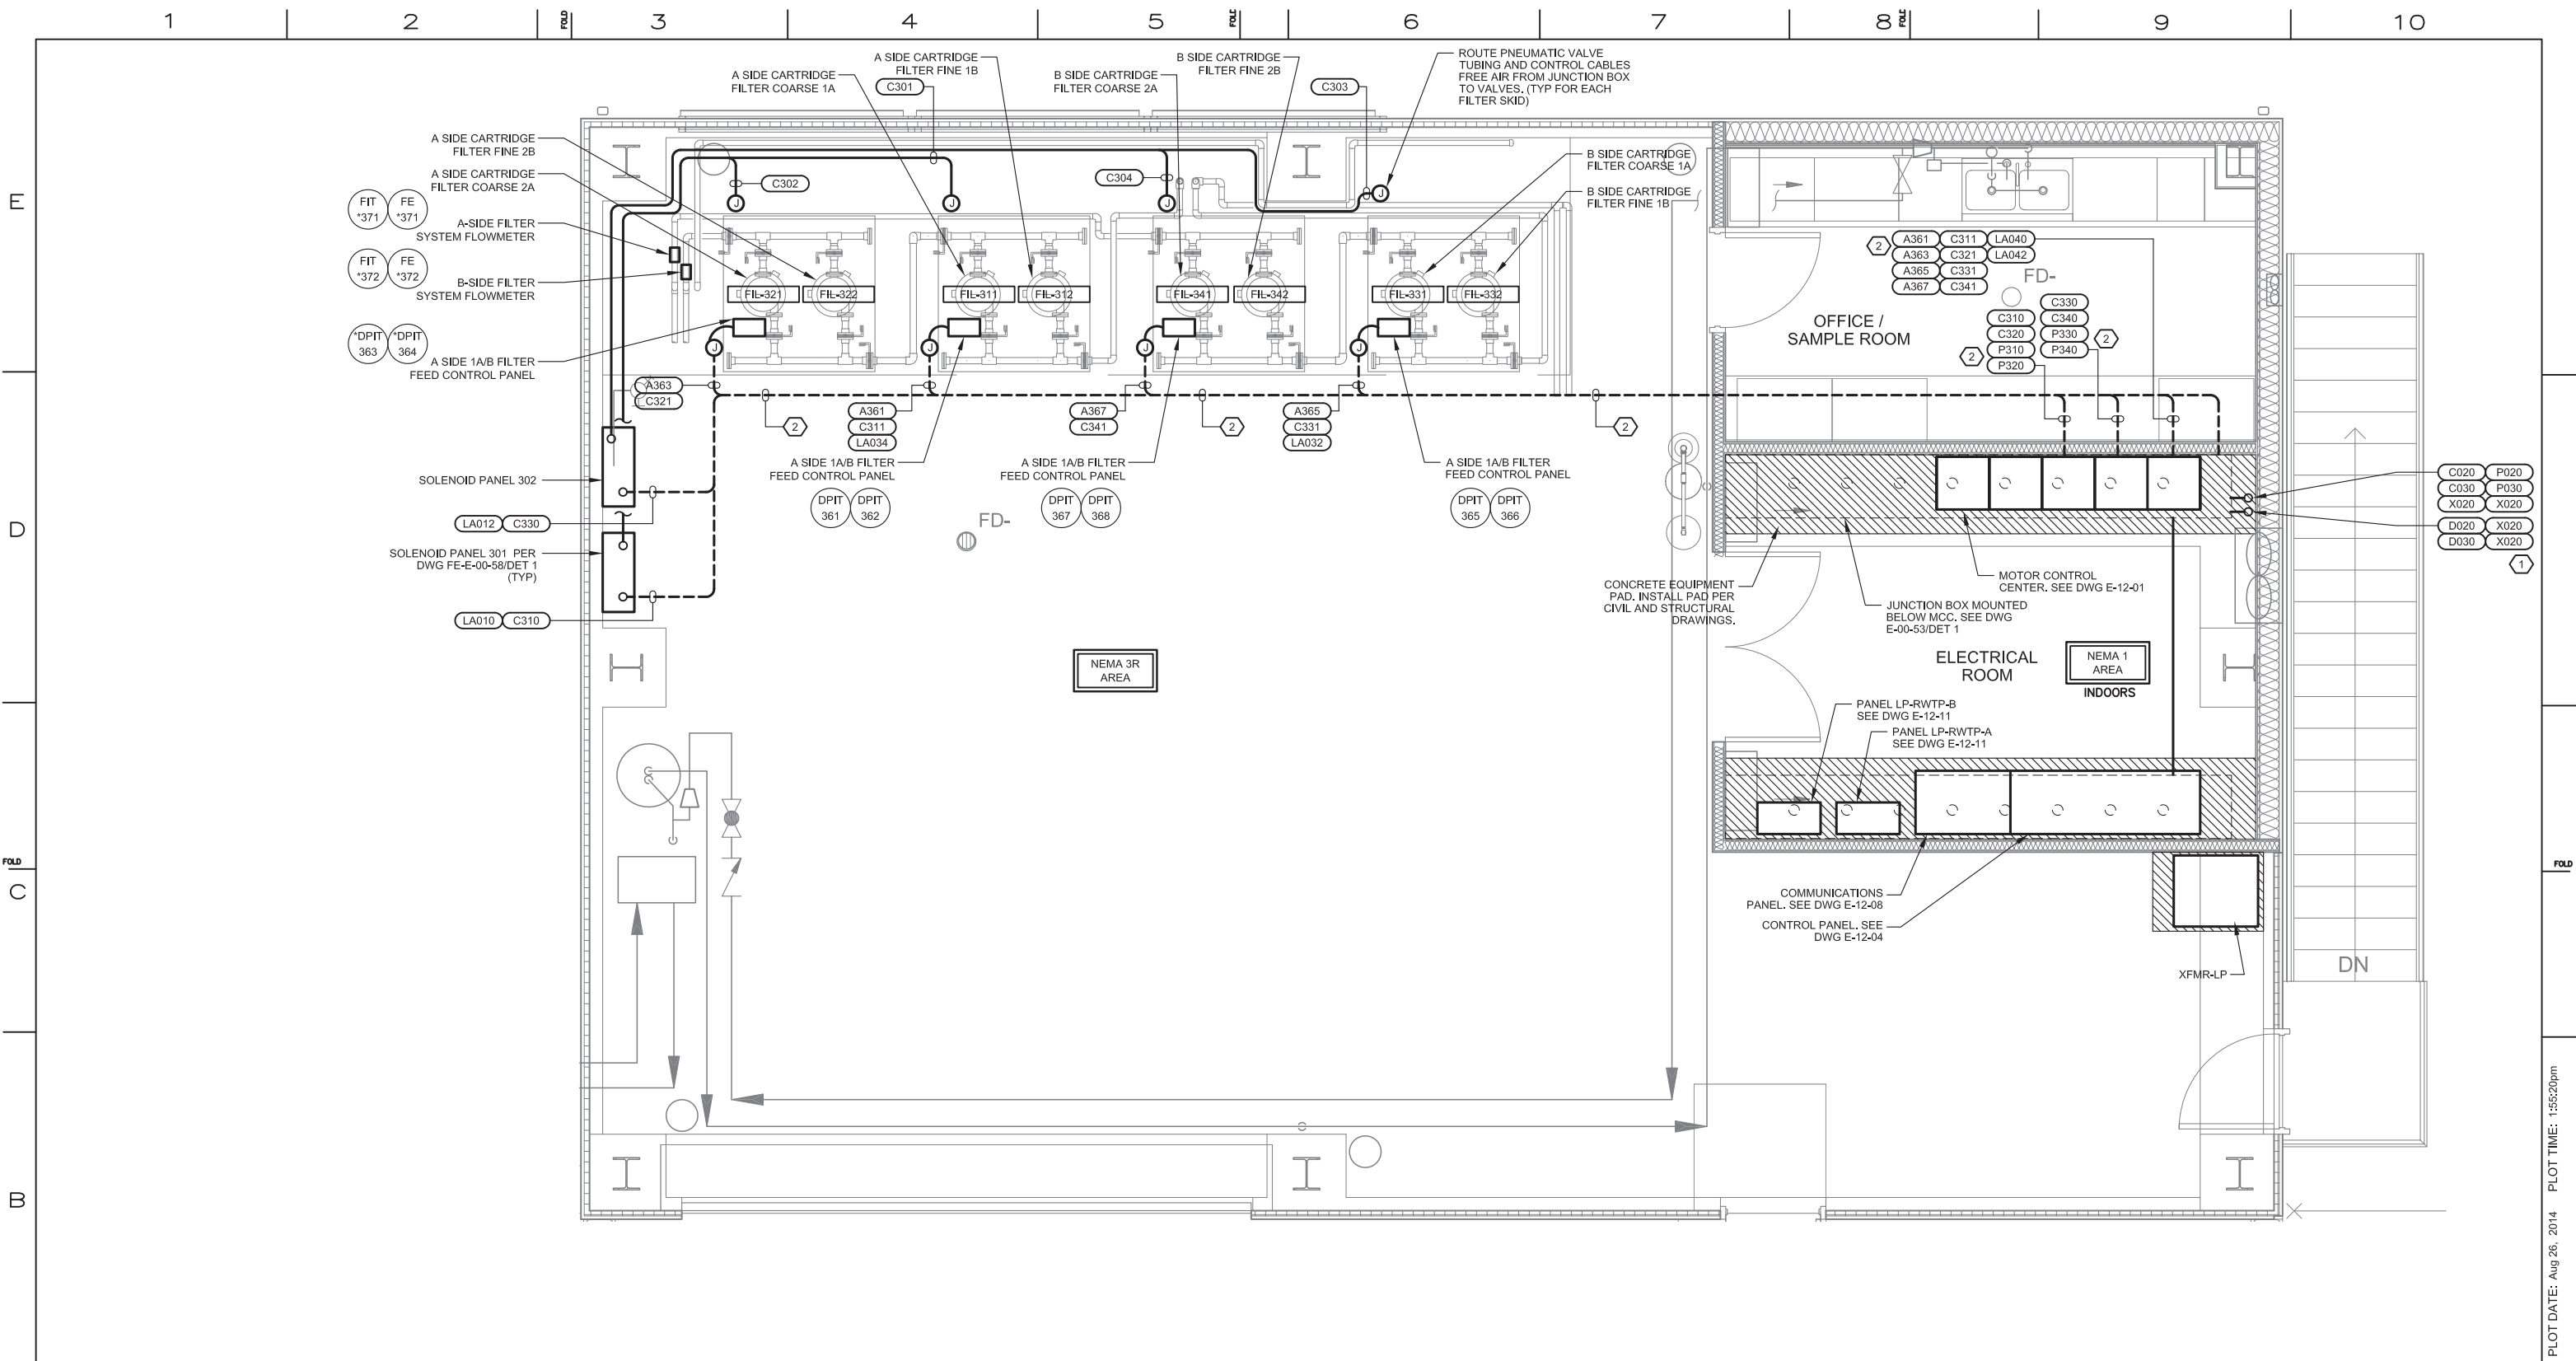 1
2
FOLD
3
4
5
FOLD
6
7
8
FOLD
9
10
A SIDE CARTRIDGE
FILTER COARSE 1A
A SIDE CARTRIDGE
FILTER FINE 1B
C301
B SIDE CARTRIDGE
FILTER COARSE 2A
B SIDE CARTRIDGE
FILTER FINE 2B
C303
ROUTE PNEUMATIC VALVE
TUBING AND CONTROL CABLES
FREE AIR FROM JUNCTION BOX
TO VALVES. (TYP FOR EACH
FILTER SKID)
A SIDE CARTRIDGE
FILTER FINE 2B
A SIDE CARTRIDGE
FILTER COARSE 2A
C302
C304
B SIDE CARTRIDGE
FILTER COARSE 1A
B SIDE CARTRIDGE
FILTER FINE 1B
J
J
J
J
E
FIT
*371
FE
*371
A-SIDE FILTER
SYSTEM FLOWMETER
FIT
*372
FE
*372
B-SIDE FILTER
SYSTEM FLOWMETER
FIL-321
FIL-322
FIL-311
FIL-312
FIL-341
FIL-342
FIL-331
FIL-332
*DPIT
363
*DPIT
364
A SIDE 1A/B FILTER
FEED CONTROL PANEL
J
J
J
J
2
A361
C311
LA040
A363
C321
LA042
A365
C331
A367
C341
FD-
OFFICE /
SAMPLE ROOM
C310
C320
P310
P320
2
C330
C340
P330
P340
2
A363
C321
2
A361
C311
LA034
A367
C341
2
A365
C331
LA032
2
A SIDE 1A/B FILTER
FEED CONTROL PANEL
DPIT
361
DPIT
362
A SIDE 1A/B FILTER
FEED CONTROL PANEL
DPIT
367
DPIT
368
A SIDE 1A/B FILTER
FEED CONTROL PANEL
DPIT
365
DPIT
366
SOLENOID PANEL 302
LA012
C330
FD-
D
SOLENOID PANEL 301 PER
DWG FE-E-00-58/DET 1
(TYP)
LA010
C310
C020
P020
C030
P030
X020
X020
D020
X020
D030
X020
1
D
CONCRETE EQUIPMENT
PAD. INSTALL PAD PER
CIVIL AND STRUCTURAL
DRAWINGS.
MOTOR CONTROL
CENTER. SEE DWG E-12-01
JUNCTION BOX MOUNTED
BELOW MCC. SEE DWG
E-00-53/DET 1
NEMA 3R
AREA
ELECTRICAL
ROOM
NEMA 1
AREA
INDOORS
PANEL LP-RWTP-B
SEE DWG E-12-11
PANEL LP-RWTP-A
SEE DWG E-12-11
FOLD
FOLD
C
COMMUNICATIONS
PANEL. SEE DWG E-12-08
CONTROL PANEL. SEE
DWG E-12-04
XFMR-LP
DN
B
PLOT DATE: Aug 26, 2014 PLOT TIME: 1:55:20pm